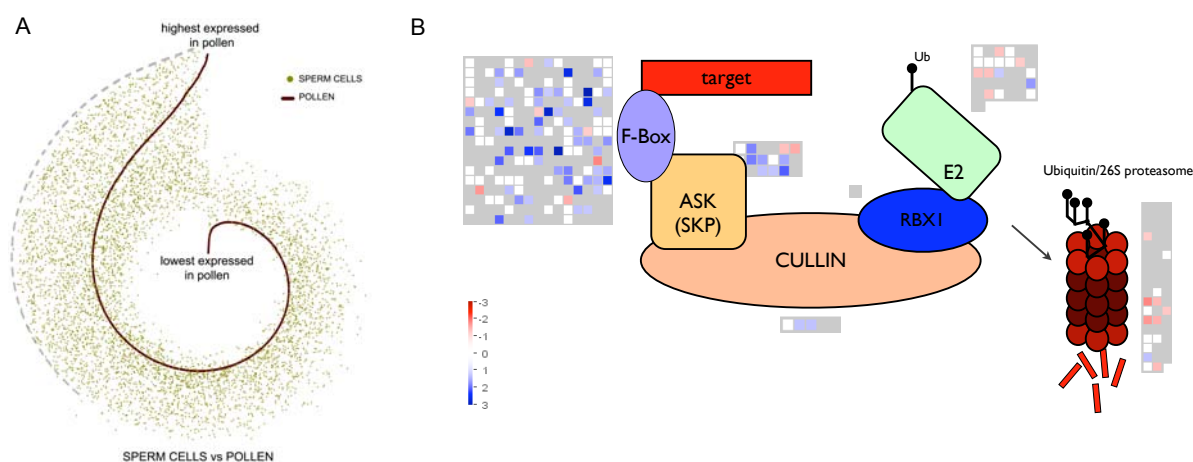 A
highest expressed
in pollen
SPERM CELLS
POLLEN
lowest expressed
in pollen
SPERM CELLS vs POLLEN
B
target
Ub
F-Box
E2
ASK
(SKP)
RBX1
CULLIN
Ubiquitin/26S proteasome
-3
-2
-1
0
1
2
3